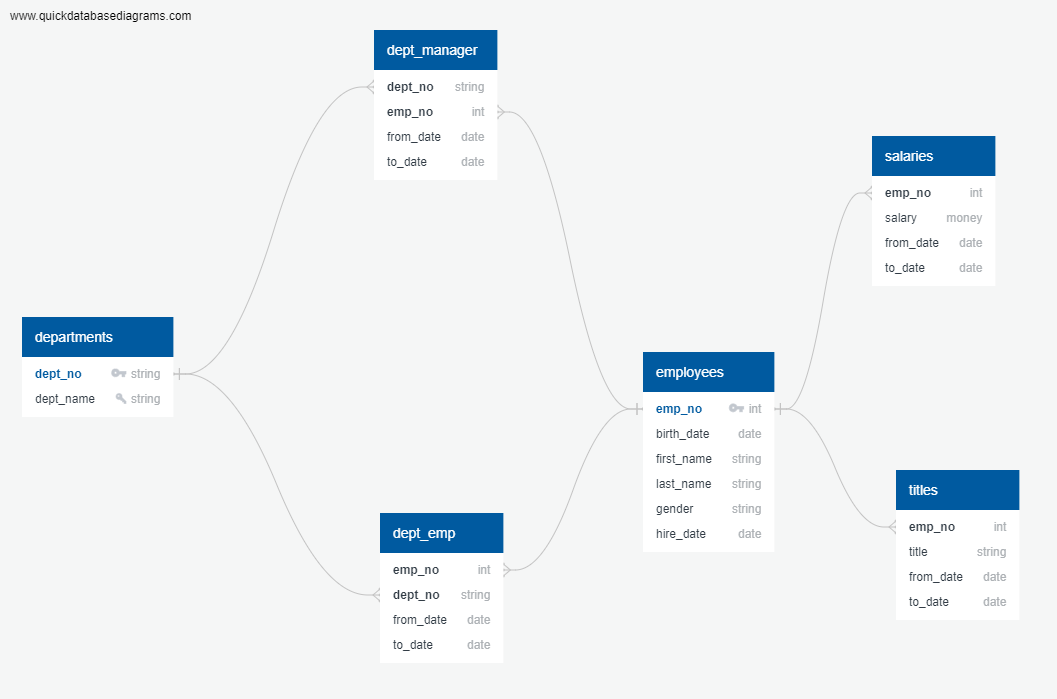 www.quickdatabasediagrams.com
dept_manager
dept_no string
emp_no int
from_date date
to_date date
salaries
emp_no int
salary money
from_date date
to_date date
departments
dept_no string
dept_name string
employees
emp_no int
birth_date date
first_name string
last_name string
gender string
hire_date date
titles
emp_no int
title string
from_date date
to_date date
dept_emp
emp_no int
dept_no string
from_date date
to_date date